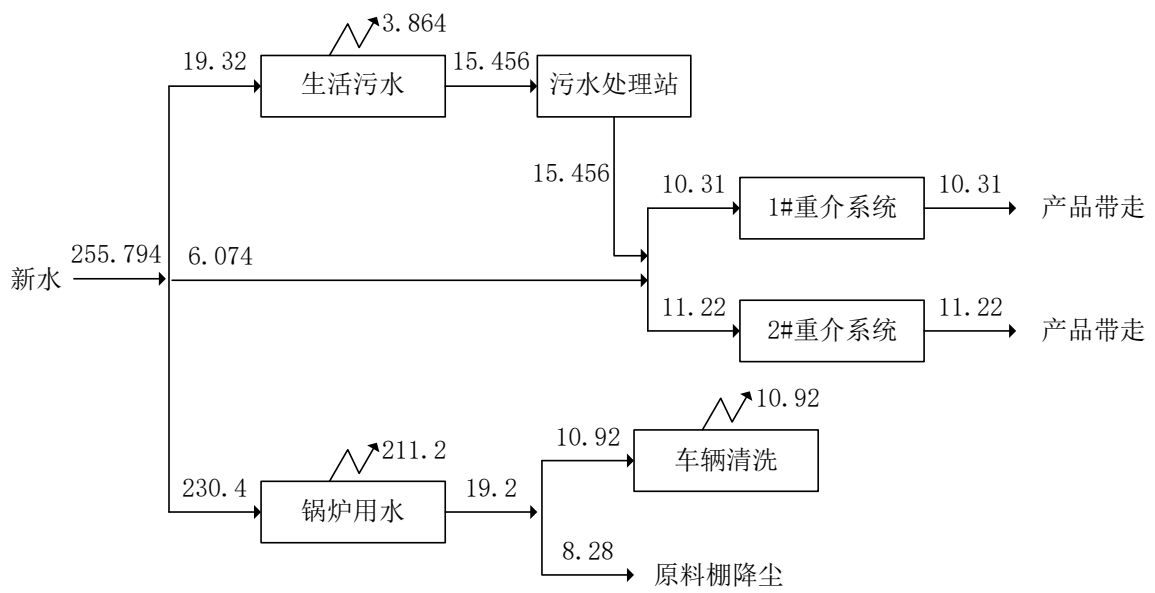 3.864
19.32
生活污水
15.456
污水处理站
15.456
10.31
1#重介系统
10.31
产品带走
新水
255.794
6.074
11.22
2#重介系统
11.22
产品带走
10.92
211.2
10.92
车辆清洗
230.4
锅炉用水
19.2
8.28
原料棚降尘